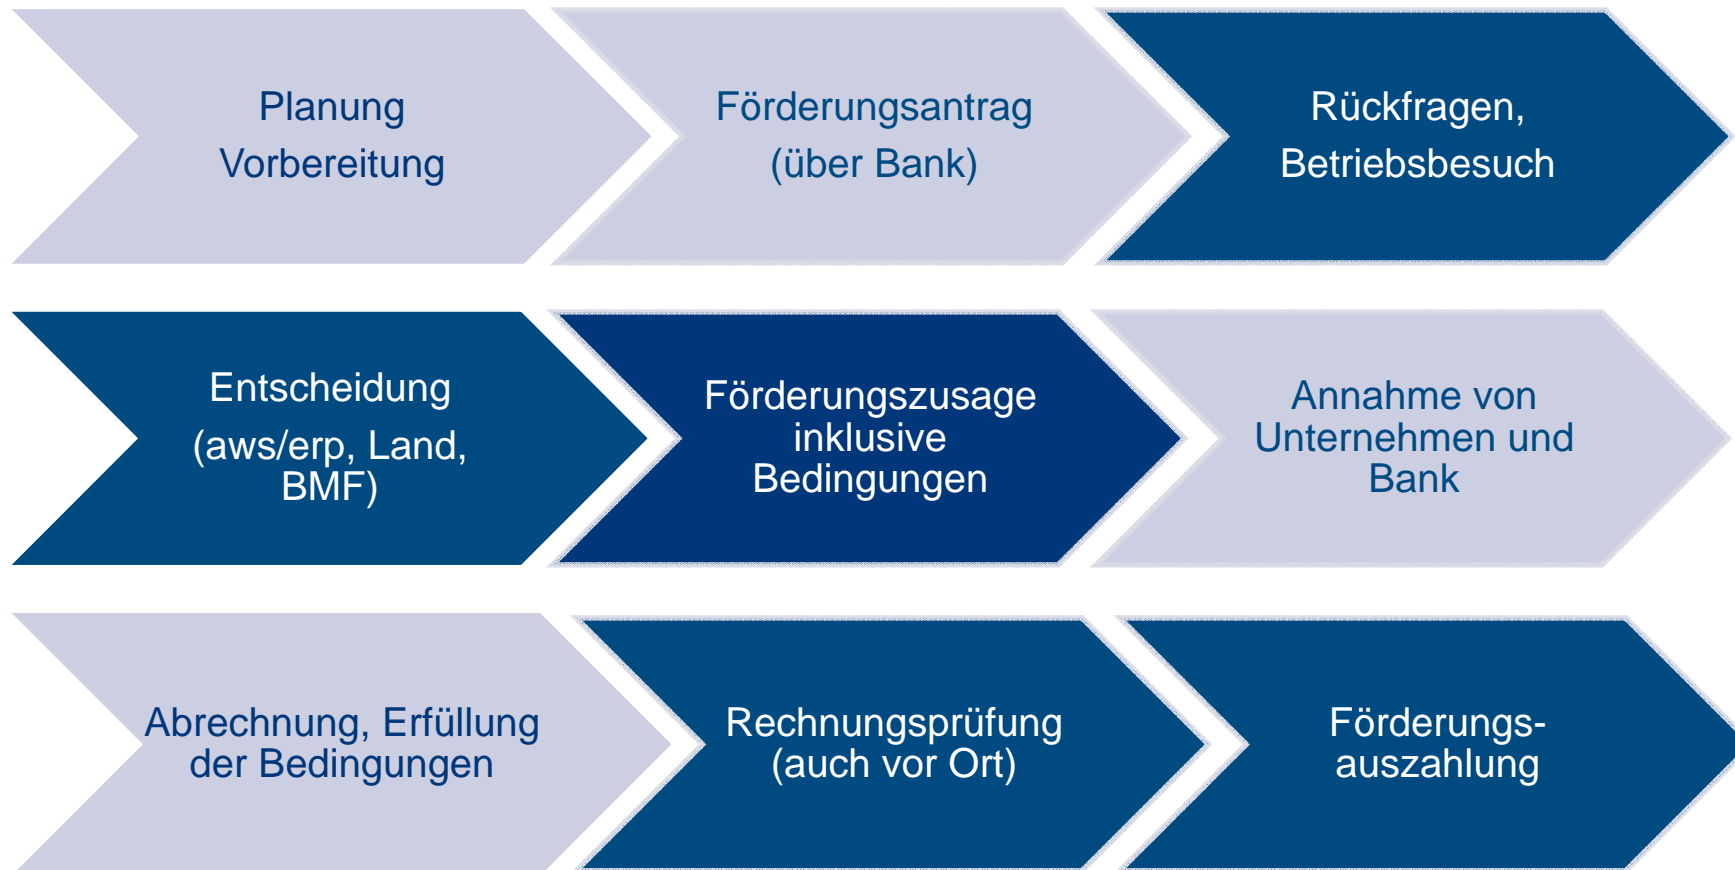 Planung
Vorbereitung
Förderungsantrag
(über Bank)
Rückfragen,
Betriebsbesuch
Entscheidung
(aws/erp, Land,
BMF)
Förderungszusage
inklusive
Bedingungen
Annahme von
Unternehmen und
Bank
Abrechnung, Erfüllung
der Bedingungen
Rechnungsprüfung
(auch vor Ort)
Förderungs-
auszahlung